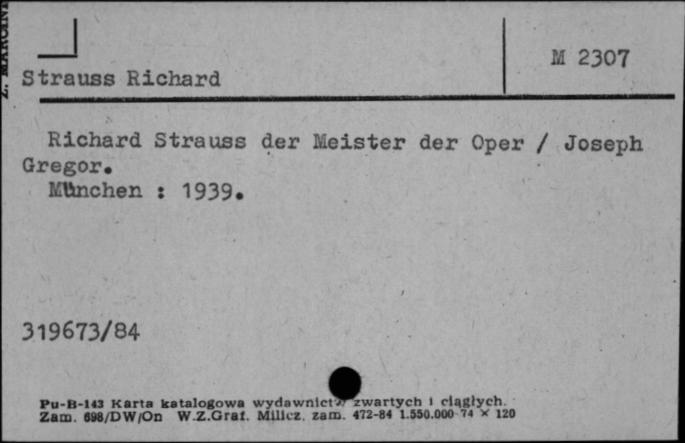 M 2307
Strauss Richard
Richard Strauss der Meister der Oper / Joseph
Gregor.
München : 1939.
319673/84
Pu-B-143 Karta katalogowa wydawnictw zwartych i ciągłych.
Zam. 698/DW/On W.Z.Graf. Milicz. zam. 472-84 1.550.000 74 × 120